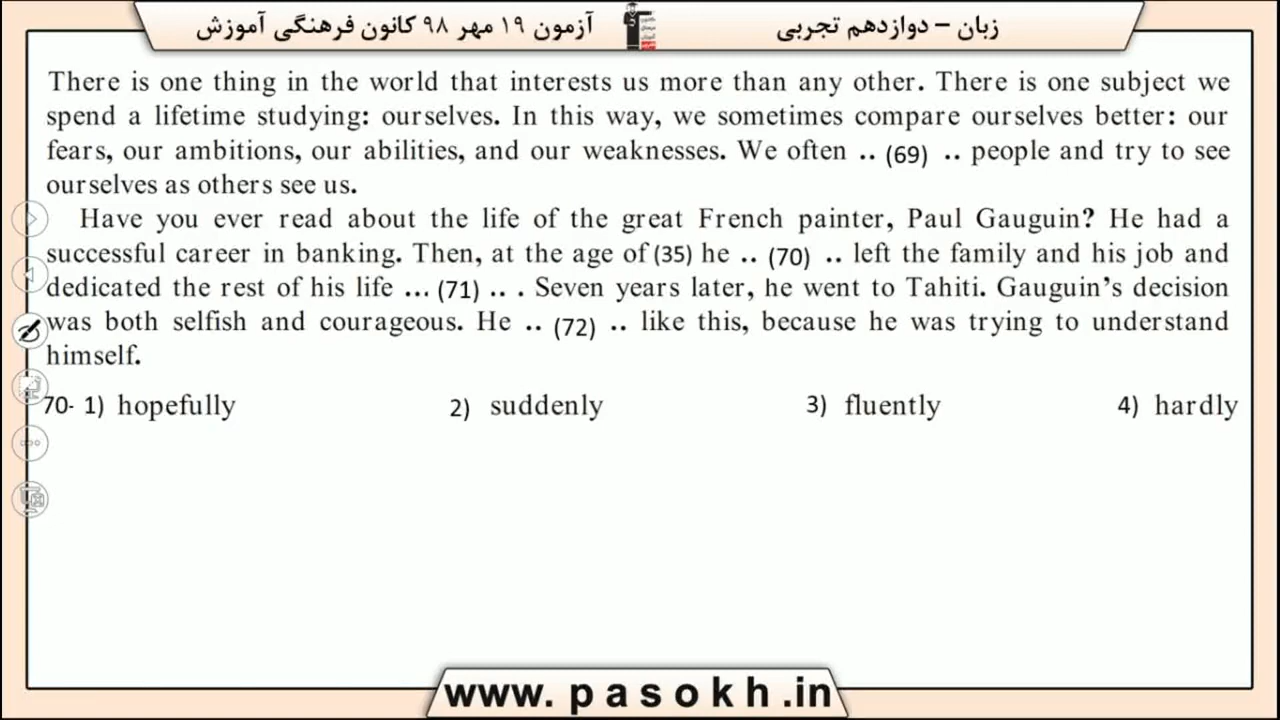 زبان – دوازدهم تجربی
آزمون ۱۹ مهر ۹۸ کانون فرهنگی آموزش
There is one thing in the world that interests us more than any other. There is one subject we
spend a lifetime studying: ourselves. In this way, we sometimes compare ourselves better: our
fears, our ambitions, our abilities, and our weaknesses. We often .. (69) .. people and try to see
ourselves as others see us.
Have you ever read about the life of the great French painter, Paul Gauguin? He had a
successful career in banking. Then, at the age of (35) he .. (70) .. left the family and his job and
dedicated the rest of his life ... (71) .. . Seven years later, he went to Tahiti. Gauguin's decision
was both selfish and courageous. He .. (72) .. like this, because he was trying to understand
himself.
70- 1) hopefully 2) suddenly 3) fluently 4) hardly
www. p a s o k h .in